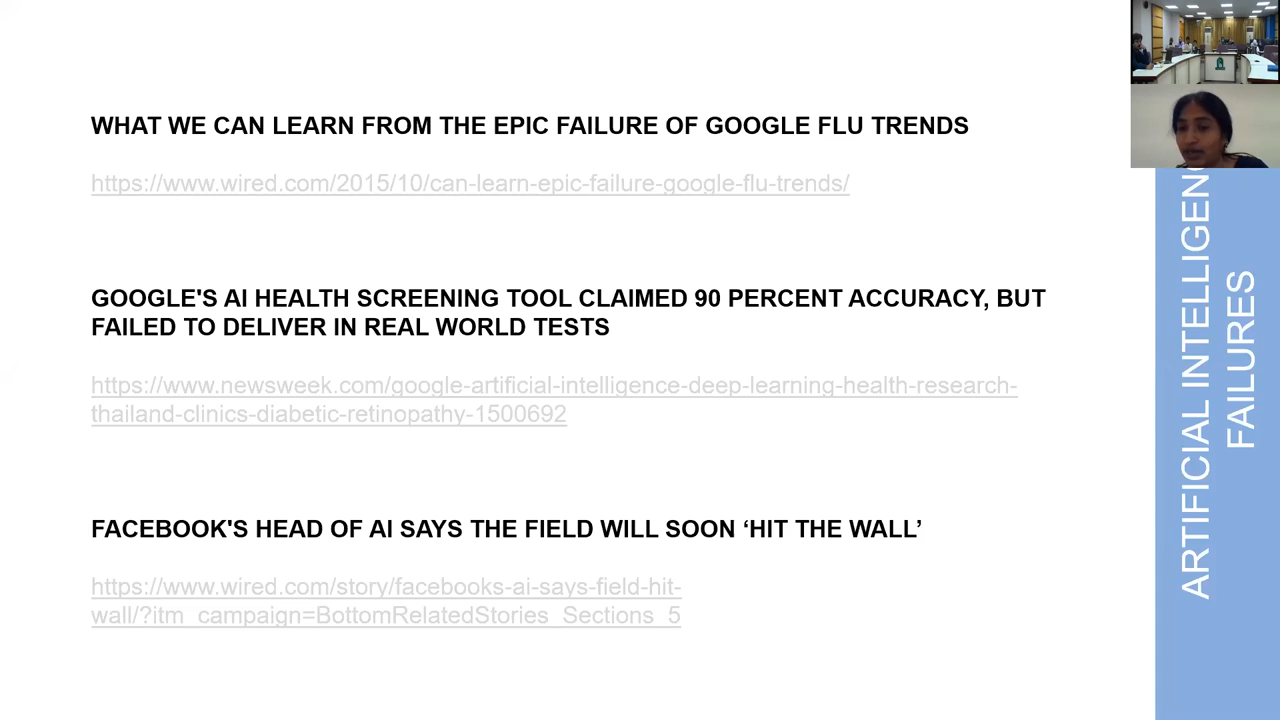 WHAT WE CAN LEARN FROM THE EPIC FAILURE OF GOOGLE FLU TRENDS
https://www.wired.com/2015/10/can-learn-epic-failure-google-flu-trends/
GOOGLE'S AI HEALTH SCREENING TOOL CLAIMED 90 PERCENT ACCURACY, BUT
FAILED TO DELIVER IN REAL WORLD TESTS
https://www.newsweek.com/google-artificial-intelligence-deep-learning-health-research-
thailand-clinics-diabetic-retinopathy-1500692
FACEBOOK'S HEAD OF AI SAYS THE FIELD WILL SOON ‘HIT THE WALL’
https://www.wired.com/story/facebooks-ai-says-field-hit-
wall/?itm_campaign=BottomRelatedStories_Sections_5
ARTIFICIAL INTELLIGENC
FAILURES